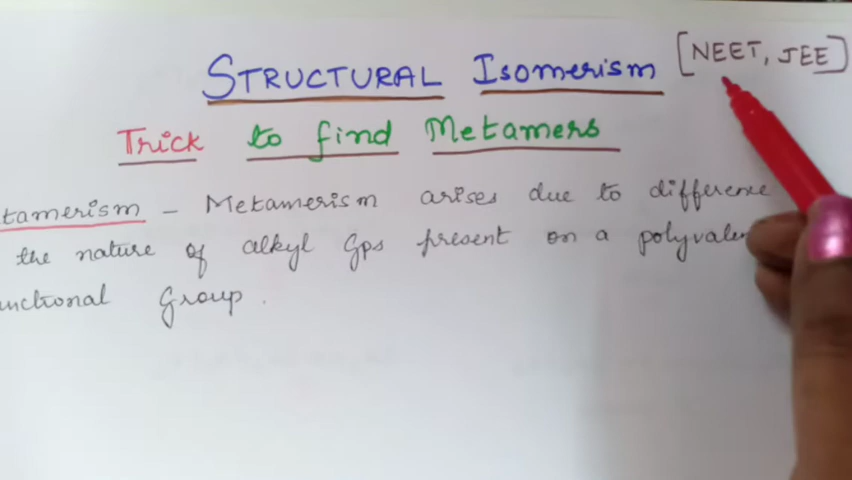 STRUCTURAL Isomerism [NEET, JEE]
Trick to find Metamers
tamerism - Metamerism arises due to difference
the nature of alkyl Gps present on a polyvale
nctional Group.